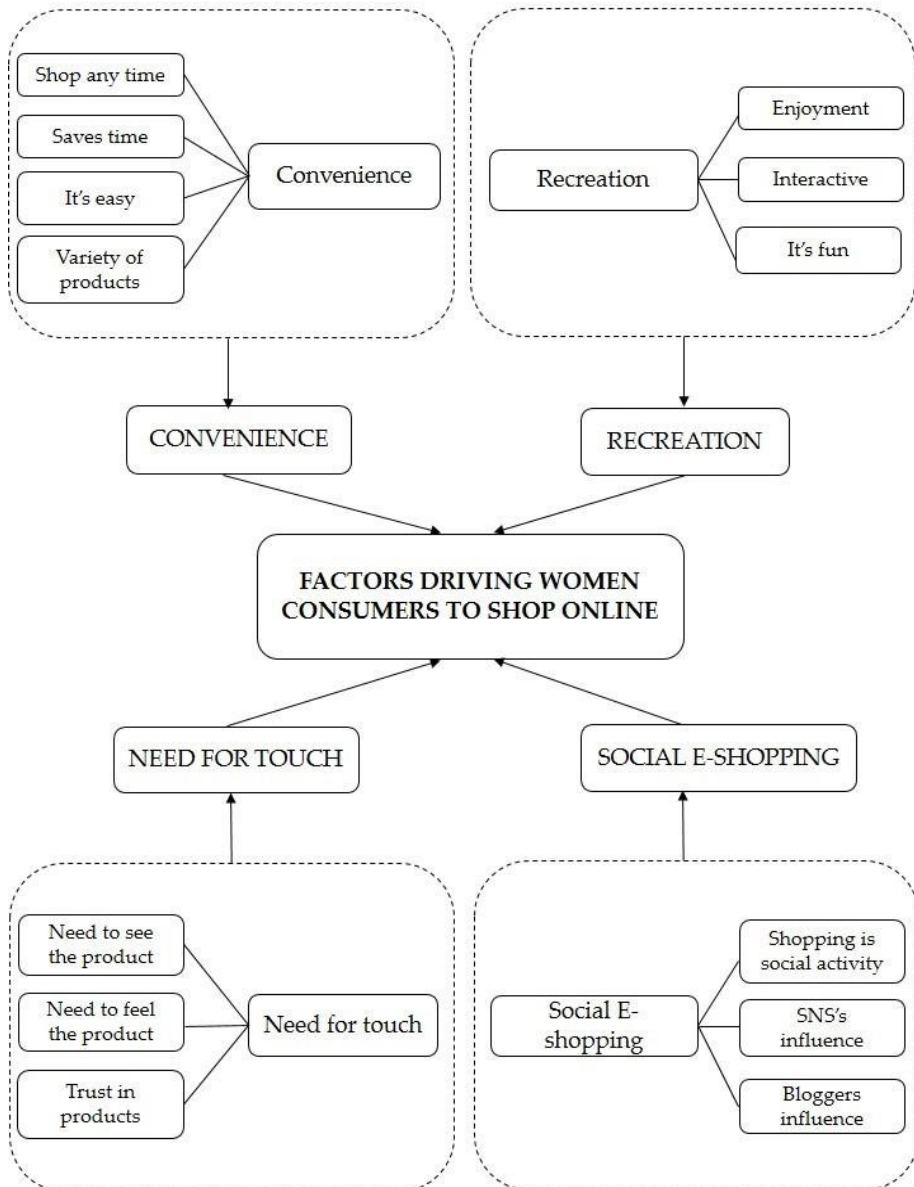 Shop any time
Saves time
It's easy
Variety of
products
Convenience
Recreation
Enjoyment
Interactive
It's fun
CONVENIENCE
RECREATION
FACTORS DRIVING WOMEN
CONSUMERS TO SHOP ONLINE
NEED FOR TOUCH
SOCIAL E-SHOPPING
Need to see
the product
Need to feel
the product
Trust in
products
Need for touch
Social E-
shopping
Shopping is
social activity
SNS's
influence
Bloggers
influence